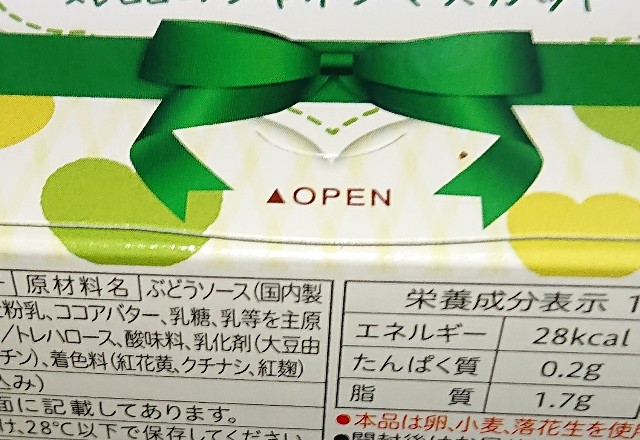 ▲OPEN
原材料名 ぶどうソース(国内製
粉乳、ココアバター、乳糖、乳等を主原
/トレハロース、酸味料、乳化剤(大豆由
チン)、着色料(紅花黄、クチナシ、紅麹)
込み)
面に記載してあります。
け、28℃以下で保存してください
栄養成分表示 1
エネルギー 28kcal
たんぱく質 0.2g
脂質 1.7g
●本品は卵、小麦、落花生を使